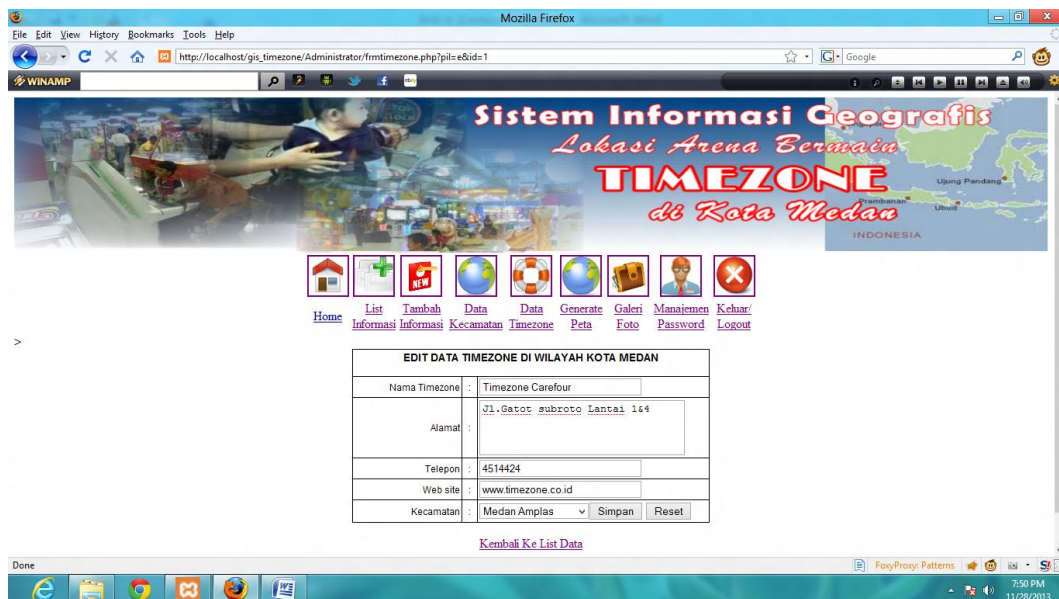 Mozilla Firefox
File Edit View History Bookmarks Tools Help
http://localhost/gis_timezone/Administrator/frmtimezone.php?pil=e&id=1
Google
WINAMP
ebay
Sistem Informasi Geografis
Lokasi Arena Bermain
TIMEZONE
di Kota Medan
Ujung Pandang
Prambanan
Ubud
INDONESIA
NEW
Home
List Informasi
Tambah Informasi
Data Kecamatan
Data Timezone
Generate Peta
Galeri Foto
Manajemen Password
Keluar/ Logout
>
EDIT DATA TIMEZONE DI WILAYAH KOTA MEDAN
Nama Timezone : Timezone Carefour
Alamat : Jl.Gatot subroto Lantai 1&4
Telepon : 4514424
Web site : www.timezone.co.id
Kecamatan : Medan Amplas Simpan Reset
Kembali Ke List Data
Done
FoxyProxy: Patterns
7:50 PM
11/28/2013